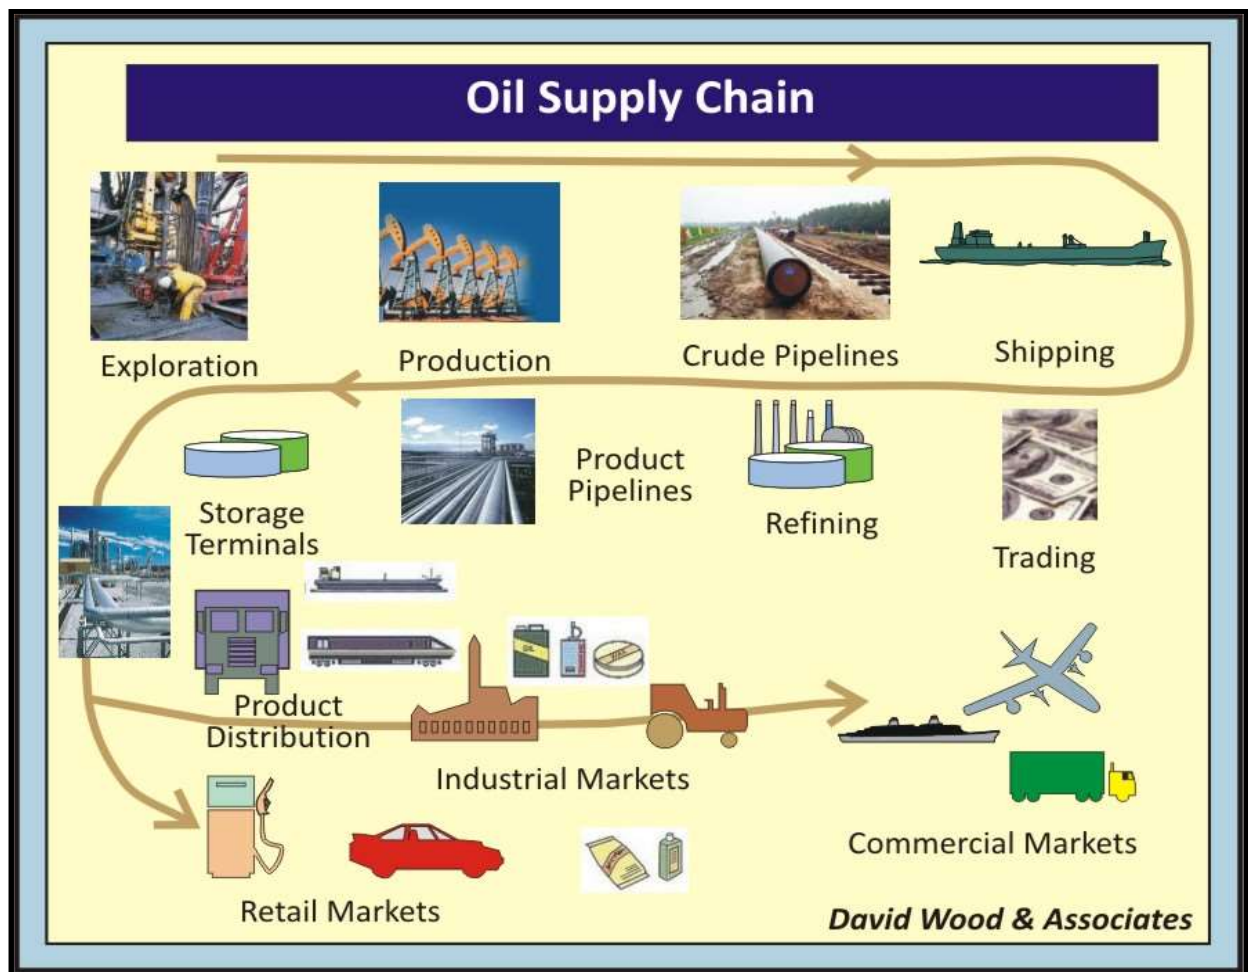 Oil Supply Chain
Exploration
Production
Crude Pipelines
Shipping
Storage
Terminals
Product
Pipelines
Refining
Trading
Product
Distribution
OIL
Industrial Markets
Commercial Markets
Retail Markets
David Wood & Associates